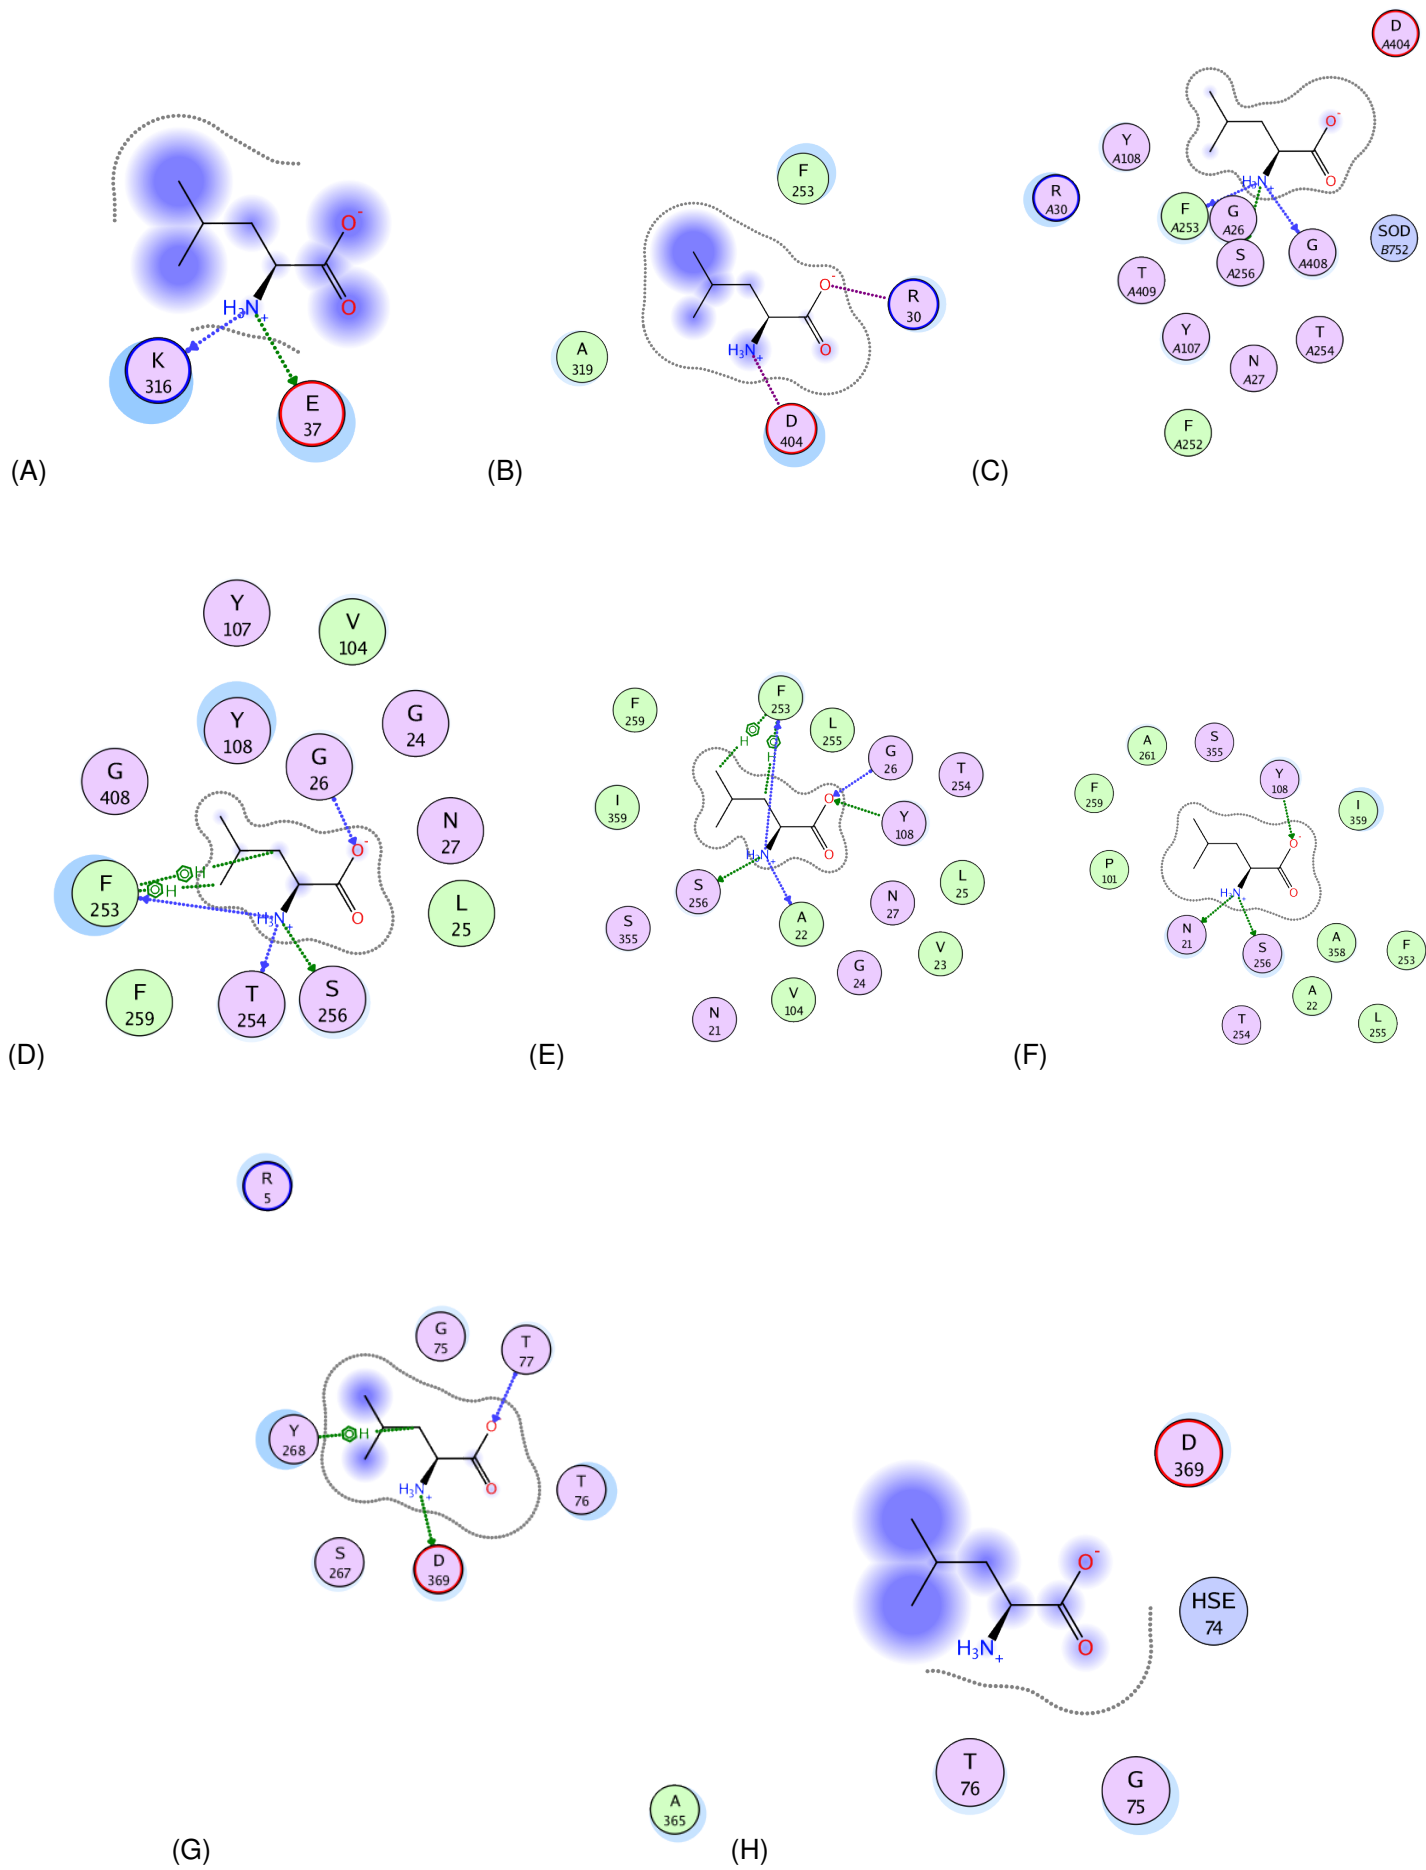 D
A404
Y
A108
R
A30
F
A253
G
A26
S
A256
G
A408
SOD
B752
T
A409
Y
A107
N
A27
T
A254
F
A252
O-
O
H3N+
(C)
F
253
A
319
R
30
D
404
O-
O
H3N+
(B)
K
316
E
37
O-
O
H3N+
(A)
Y
107
V
104
Y
108
G
24
G
26
G
408
N
27
F
253
L
25
F
259
T
254
S
256
H
H
O-
O
H3N+
(D)
F
253
F
259
L
255
G
26
T
254
I
359
Y
108
S
256
L
25
N
27
A
22
S
355
V
23
G
24
V
104
N
21
H
H
O-
O
H3N+
(E)
S
355
A
261
Y
108
F
259
I
359
P
101
N
21
S
256
A
358
F
253
A
22
T
254
L
255
O-
O
H3N+
(F)
R
5
G
75
T
77
Y
268
H
T
76
S
267
D
369
O-
O
H3N+
A
365
(G)
D
369
HSE
74
T
76
G
75
O-
O
H3N+
(H)